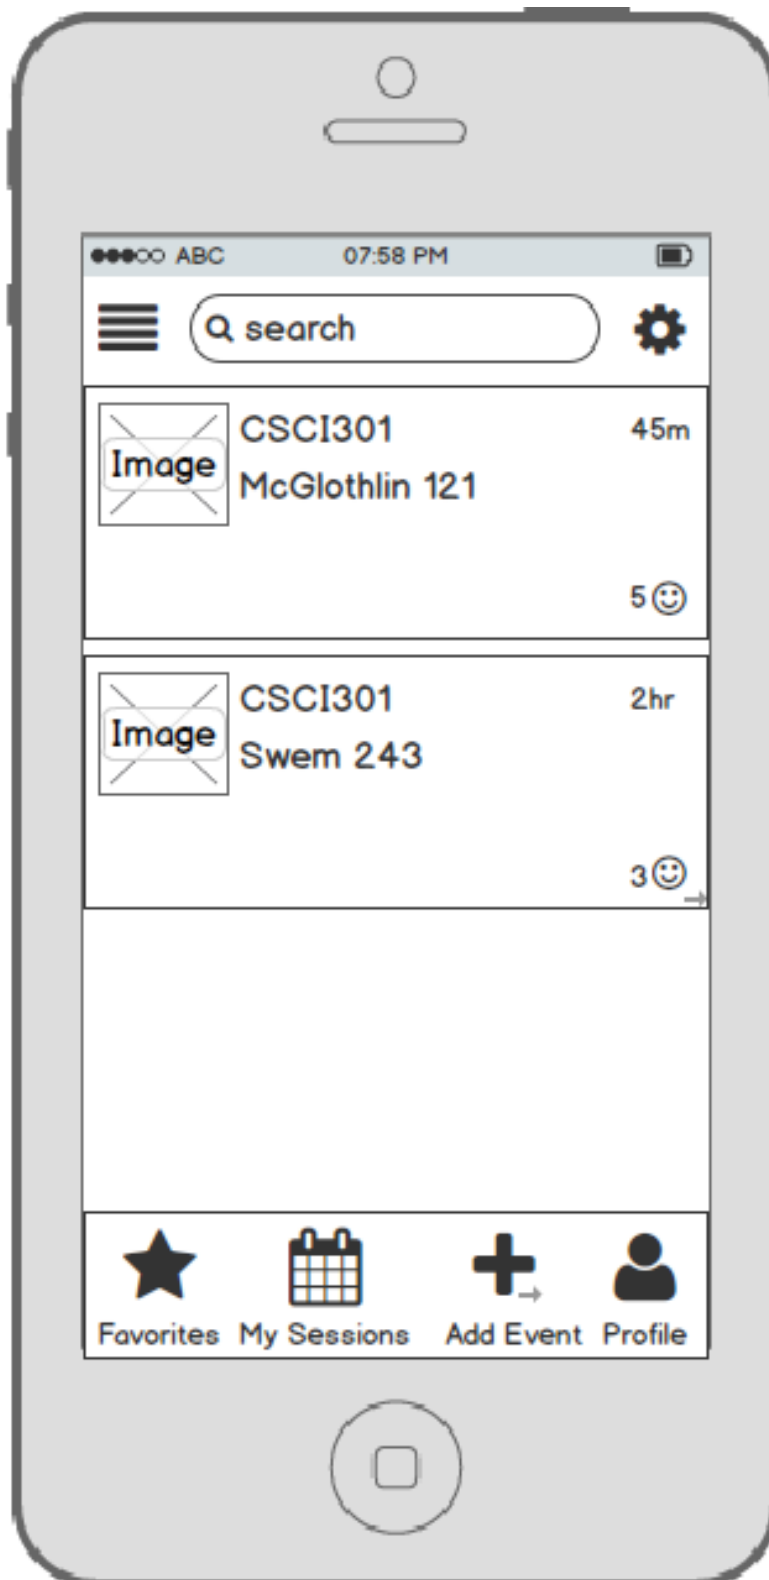 ABC 07:58 PM
search
Image
CSCI301 45m
McGlothlin 121
5
Image
CSCI301 2hr
Swem 243
3
Favorites My Sessions Add Event Profile